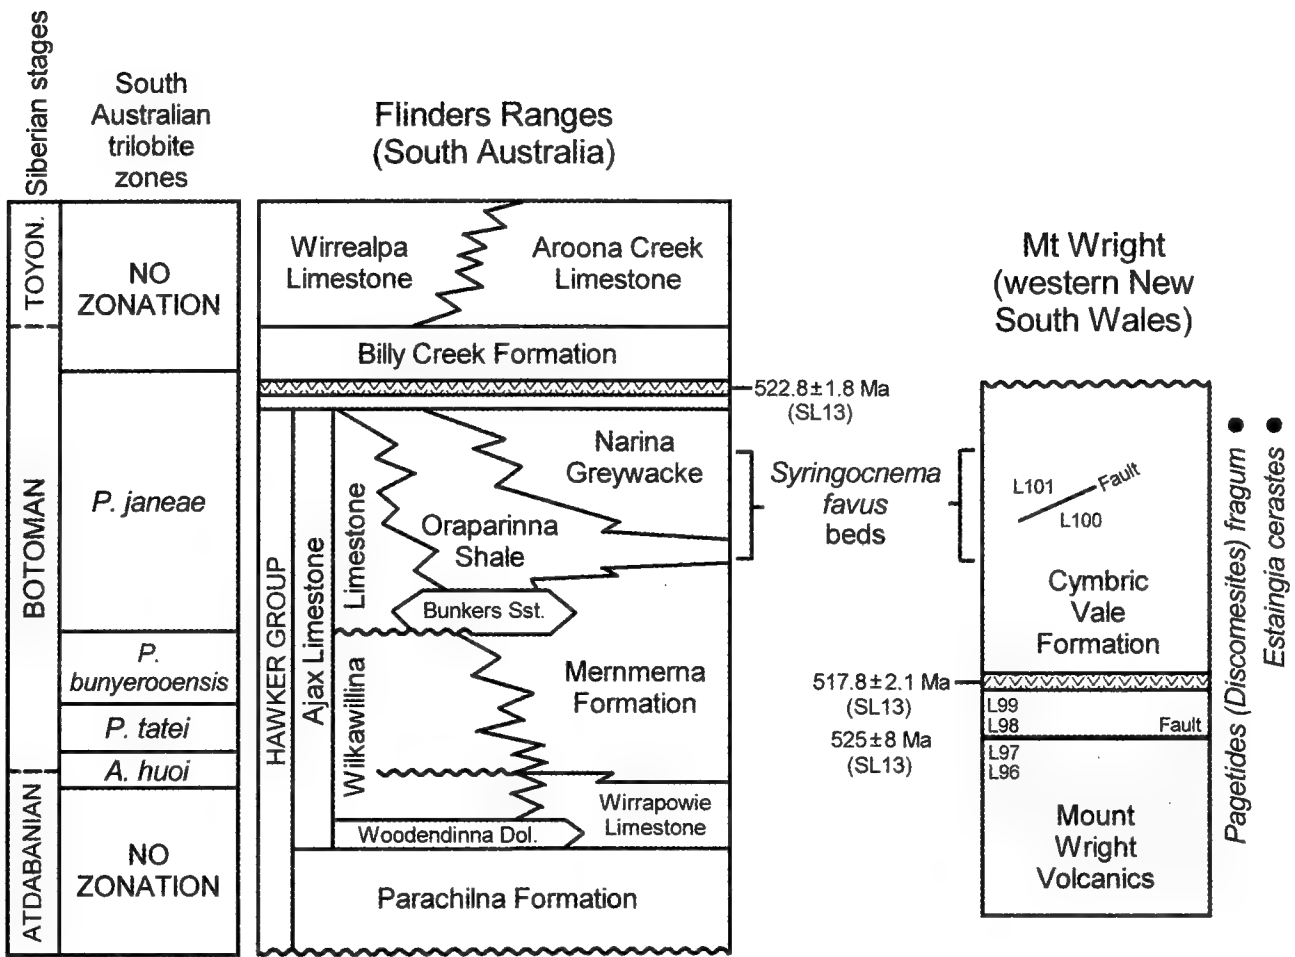 Siberian stages
South
Australian
trilobite
zones
TOYON.
BOTOMAN
ATDABANIAN
NO
ZONATION
P. janeae
P.
bunyerooensis
P. tatei
A. huoi
NO
ZONATION
Flinders Ranges
(South Australia)
Wirrealpa
Limestone
Aroona Creek
Limestone
Billy Creek Formation
522.8±1.8 Ma
(SL13)
HAWKER GROUP
Ajax Limestone
Wilkawillina
Limestone
Narina
Greywacke
Oraparinna
Shale
Bunkers Sst.
Mernmerna
Formation
Wirrapowie
Limestone
Woodendinna Dol.
Parachilna Formation
Syringocnema
favus
beds
517.8±2.1 Ma
(SL13)
525±8 Ma
(SL13)
Mt Wright
(western New
South Wales)
L101
Fault
L100
Cymbric
Vale
Formation
L99
L98
Fault
L97
L96
Mount
Wright
Volcanics
Pagetides (Discomesites) fragum
Estaingia cerastes